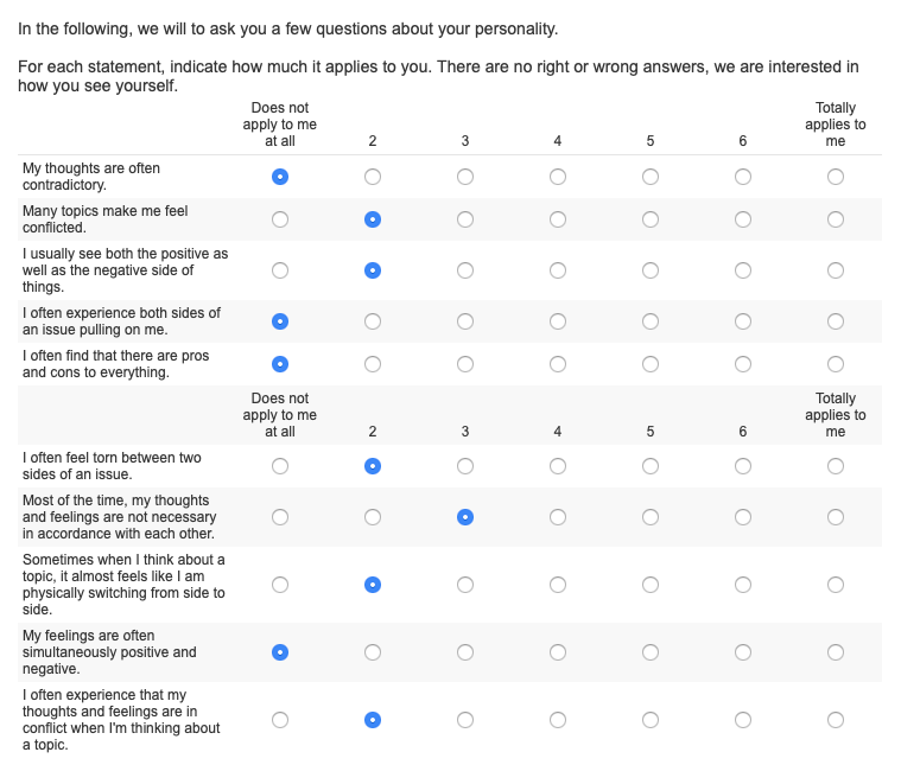 In the following, we will to ask you a few questions about your personality.
For each statement, indicate how much it applies to you. There are no right or wrong answers, we are interested in
how you see yourself.
Does not
apply to me
at all
2
3
4
5
6
Totally
applies to
me
My thoughts are often
contradictory.
Many topics make me feel
conflicted.
I usually see both the positive as
well as the negative side of
things.
I often experience both sides of
an issue pulling on me.
I often find that there are pros
and cons to everything.
Does not
apply to me
at all
2
3
4
5
6
Totally
applies to
me
I often feel torn between two
sides of an issue.
Most of the time, my thoughts
and feelings are not necessary
in accordance with each other.
Sometimes when I think about a
topic, it almost feels like I am
physically switching from side to
side.
My feelings are often
simultaneously positive and
negative.
I often experience that my
thoughts and feelings are in
conflict when I'm thinking about
a topic.